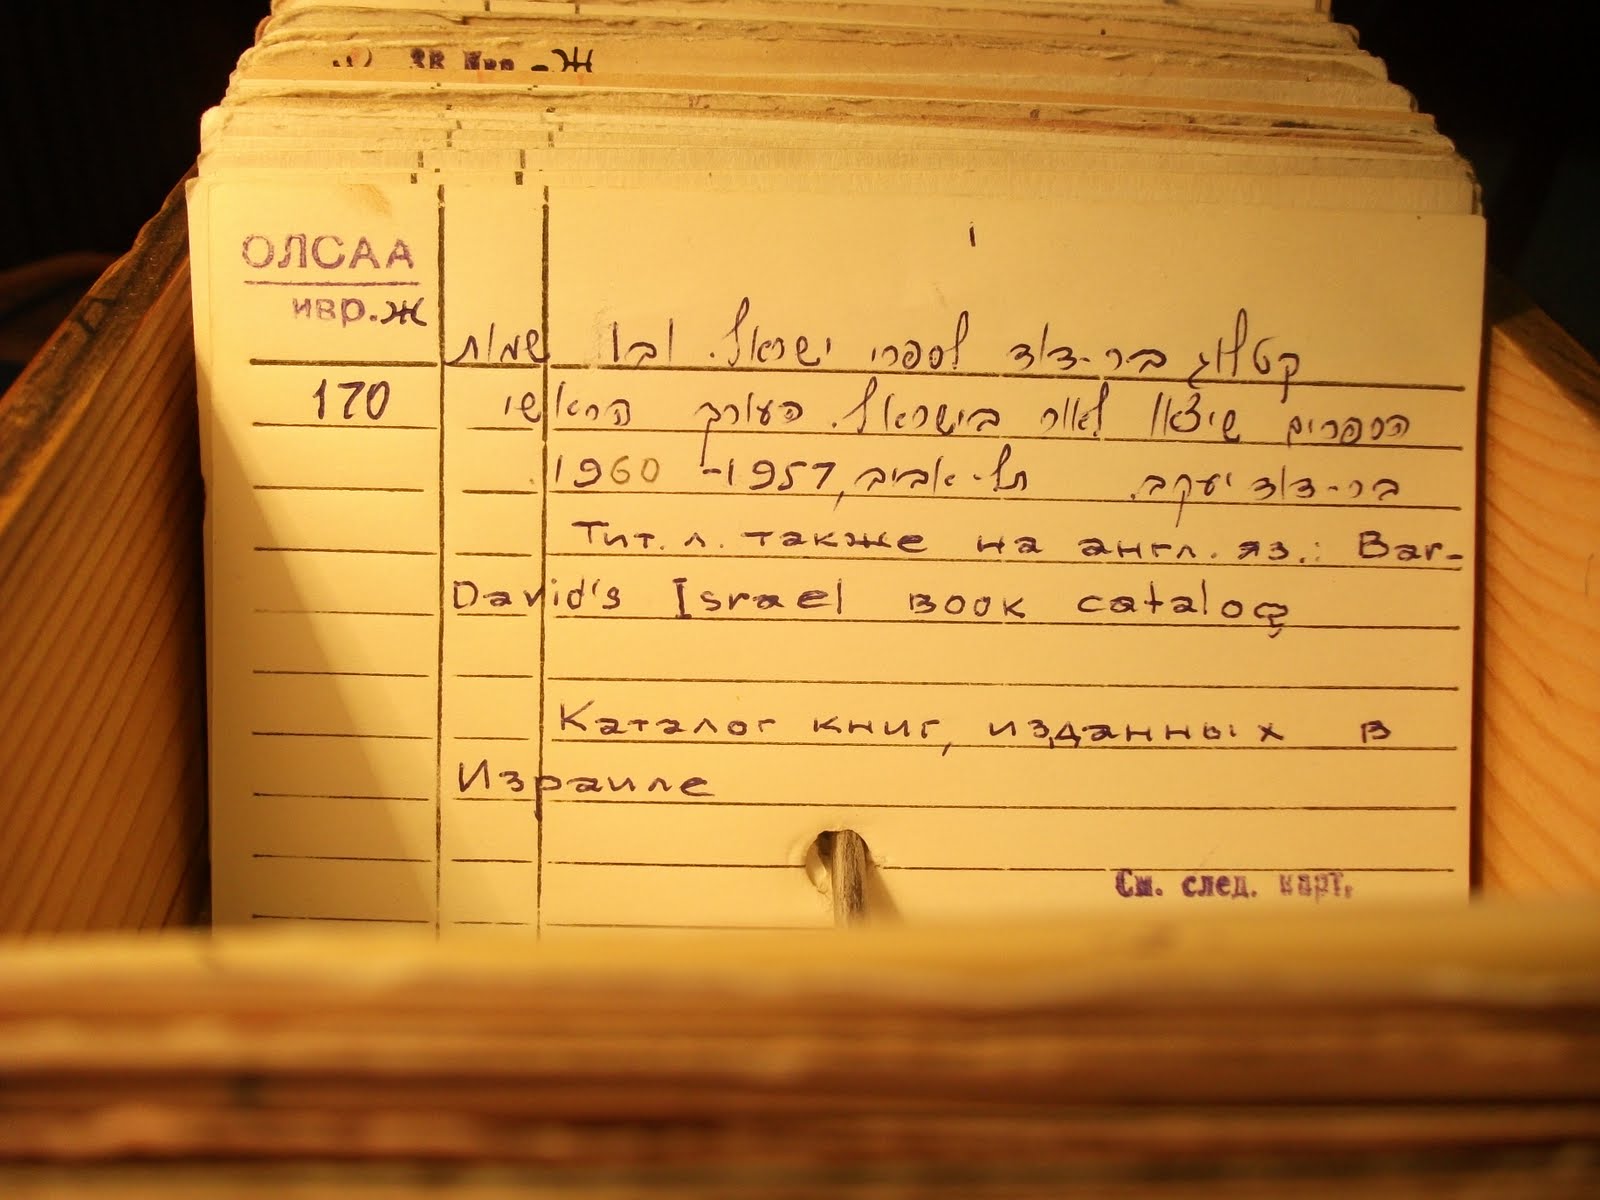 - Ж
ОЛСАА
ивр.ж
קטלוג בר-דוד לספרי ישראל. ובו שמות
170
הספרים שיצאו לאור בישראל. העורך הראשי
בר-דוד יעקב. תל-אביב, 1957-1960
Тит. л. также на англ. яз.: Bar-
David's Israel book catalog
Каталог книг, изданных в
Израиле
См. след. карт.